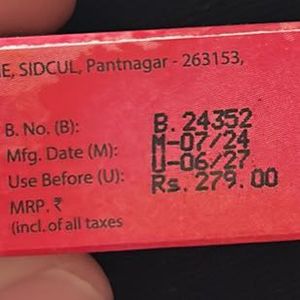 E, SIDCUL, Pantnagar - 263153,
B. No. (B): B.24352
Mfg. Date (M): M-07/24
Use Before (U): U-06/27
MRP. ₹ Rs.279.00
(incl. of all taxes